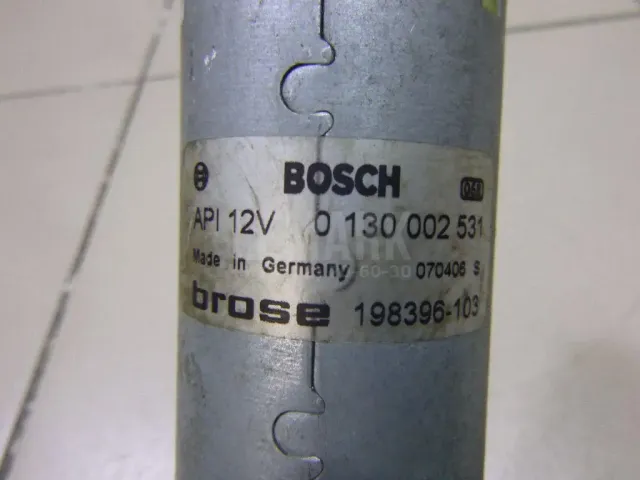 BOSCH
API 12V 0 130 002 531
Made in Germany 070406 S
brose 198396-103